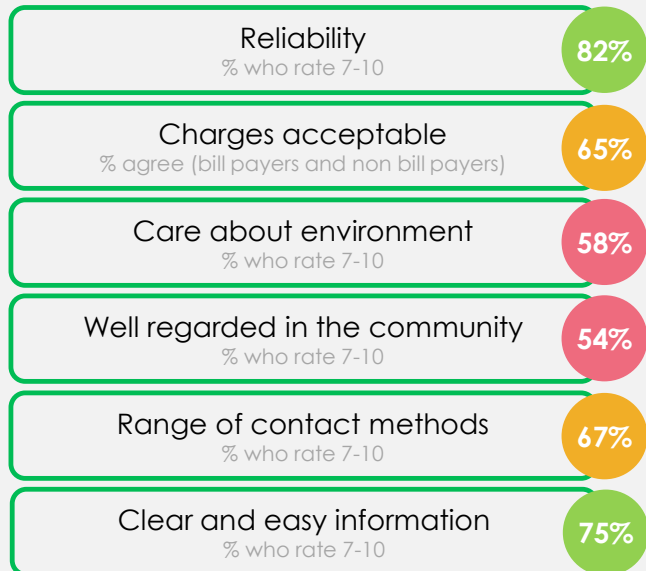 Reliability
% who rate 7-10
82%
Charges acceptable
% agree (bill payers and non bill payers)
65%
Care about environment
% who rate 7-10
58%
Well regarded in the community
% who rate 7-10
54%
Range of contact methods
% who rate 7-10
67%
Clear and easy information
% who rate 7-10
75%